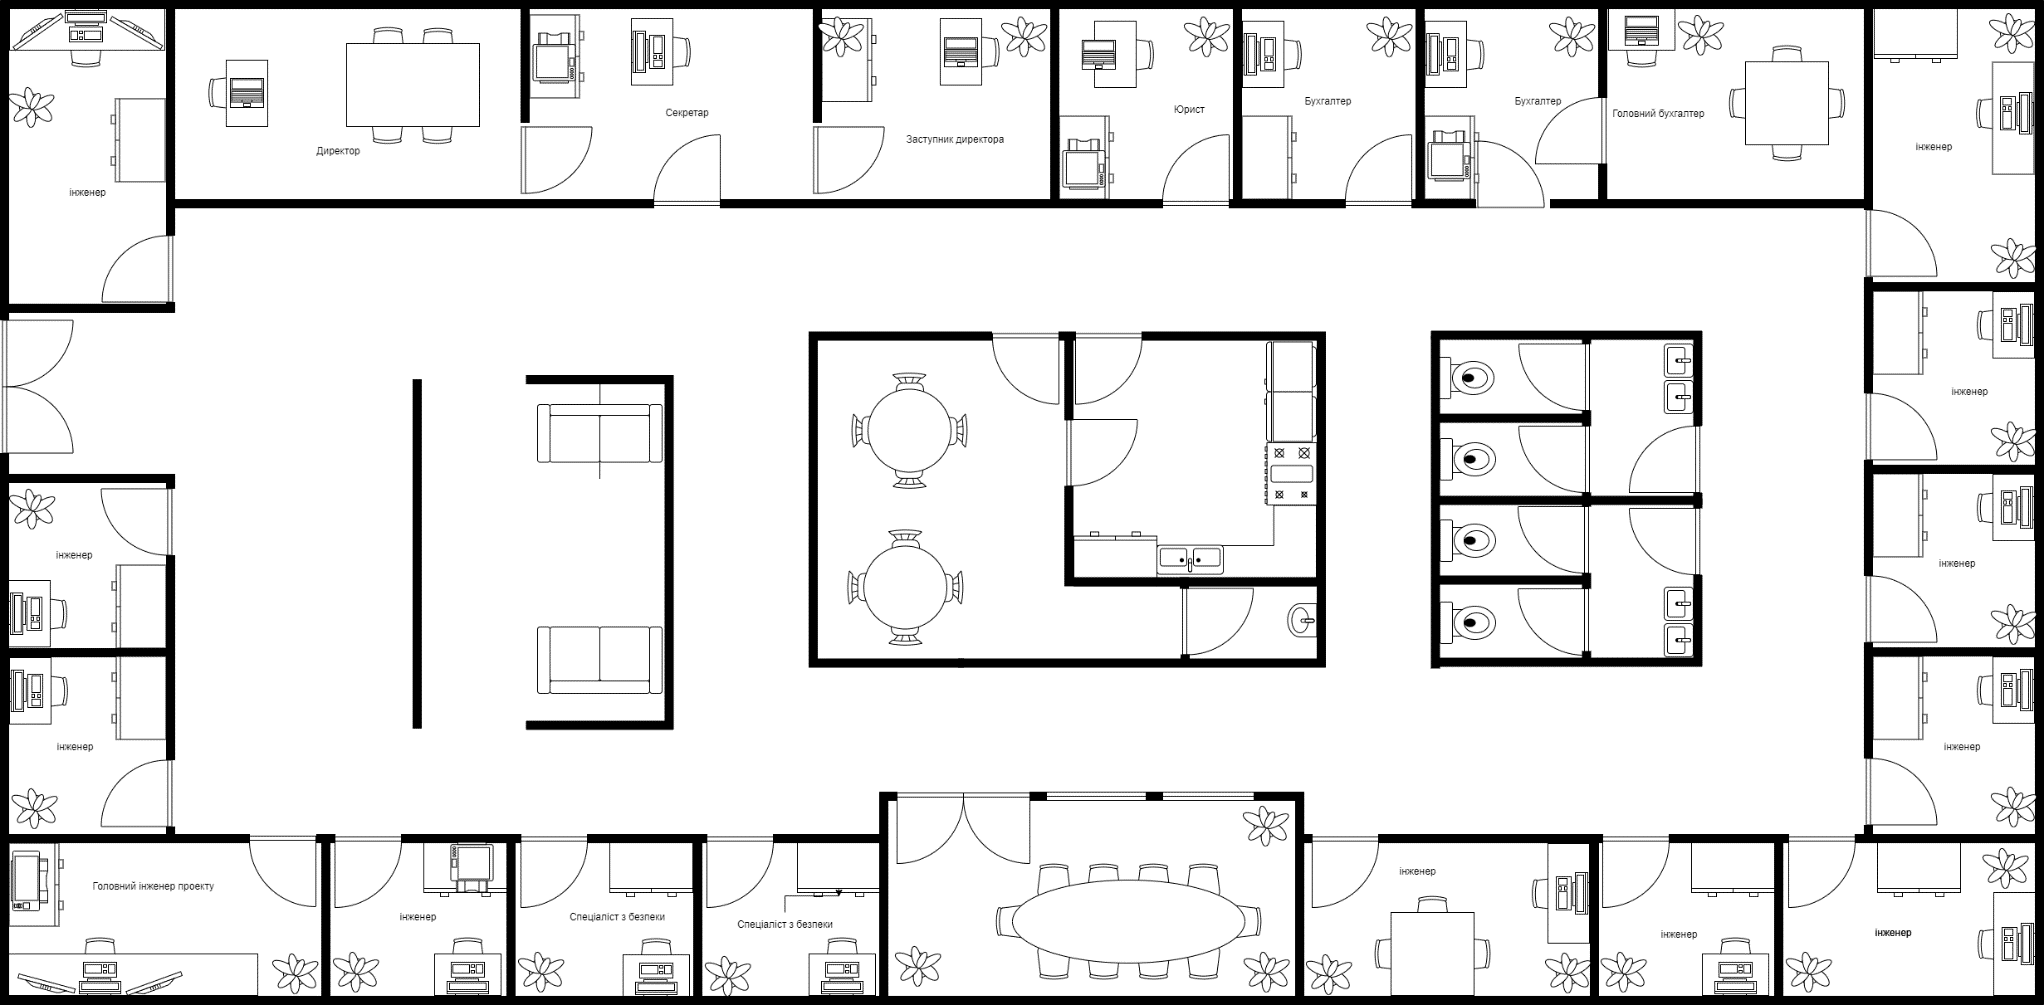 Директор
Секретар
Заступник директора
Юрист
Бухгалтер
Бухгалтер
Головний бухгалтер
інженер
інженер
інженер
інженер
інженер
інженер
інженер
Головний інженер проекту
інженер
Спеціаліст з безпеки
Спеціаліст з безпеки
інженер
інженер
інженер